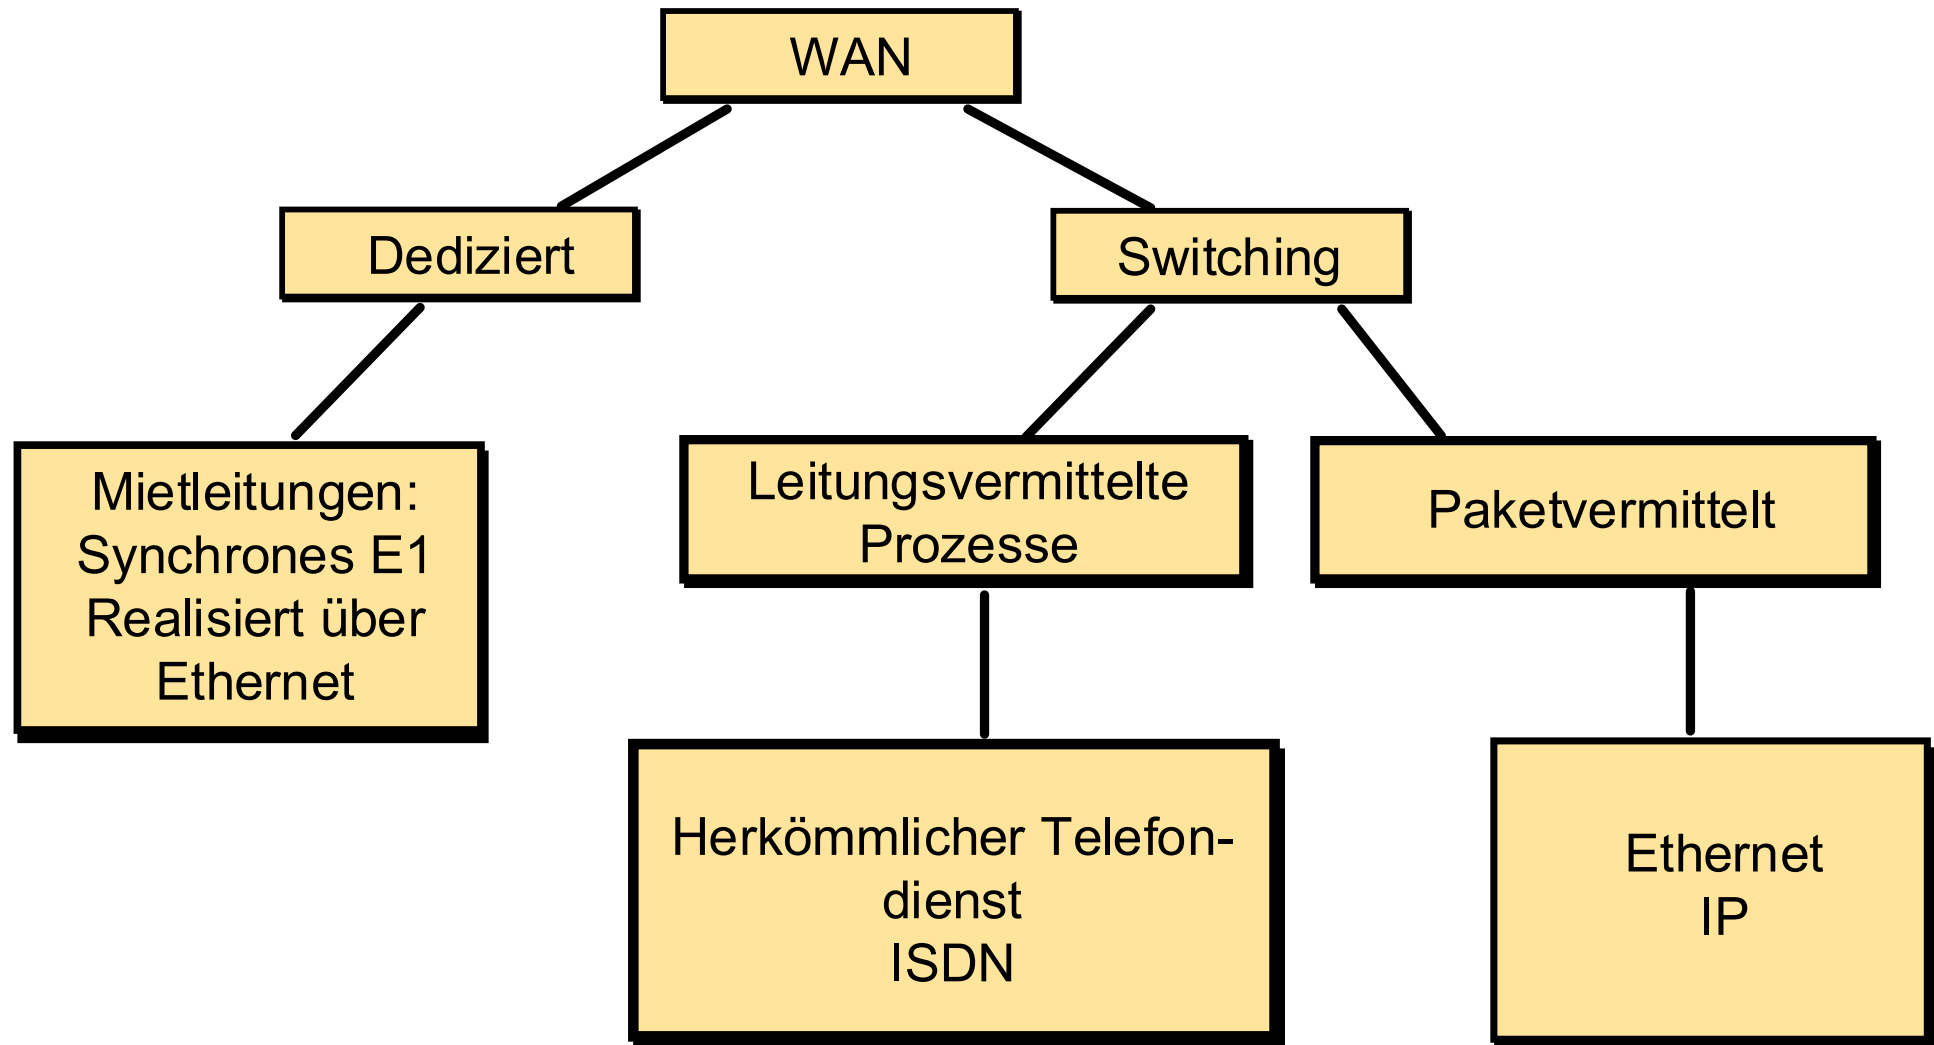 WAN
Dediziert
Switching
Mietleitungen:
Synchrones E1
Realisiert über
Ethernet
Leitungsvermittelte
Prozesse
Paketvermittelt
Herkömmlicher Telefon-
dienst
ISDN
Ethernet
IP